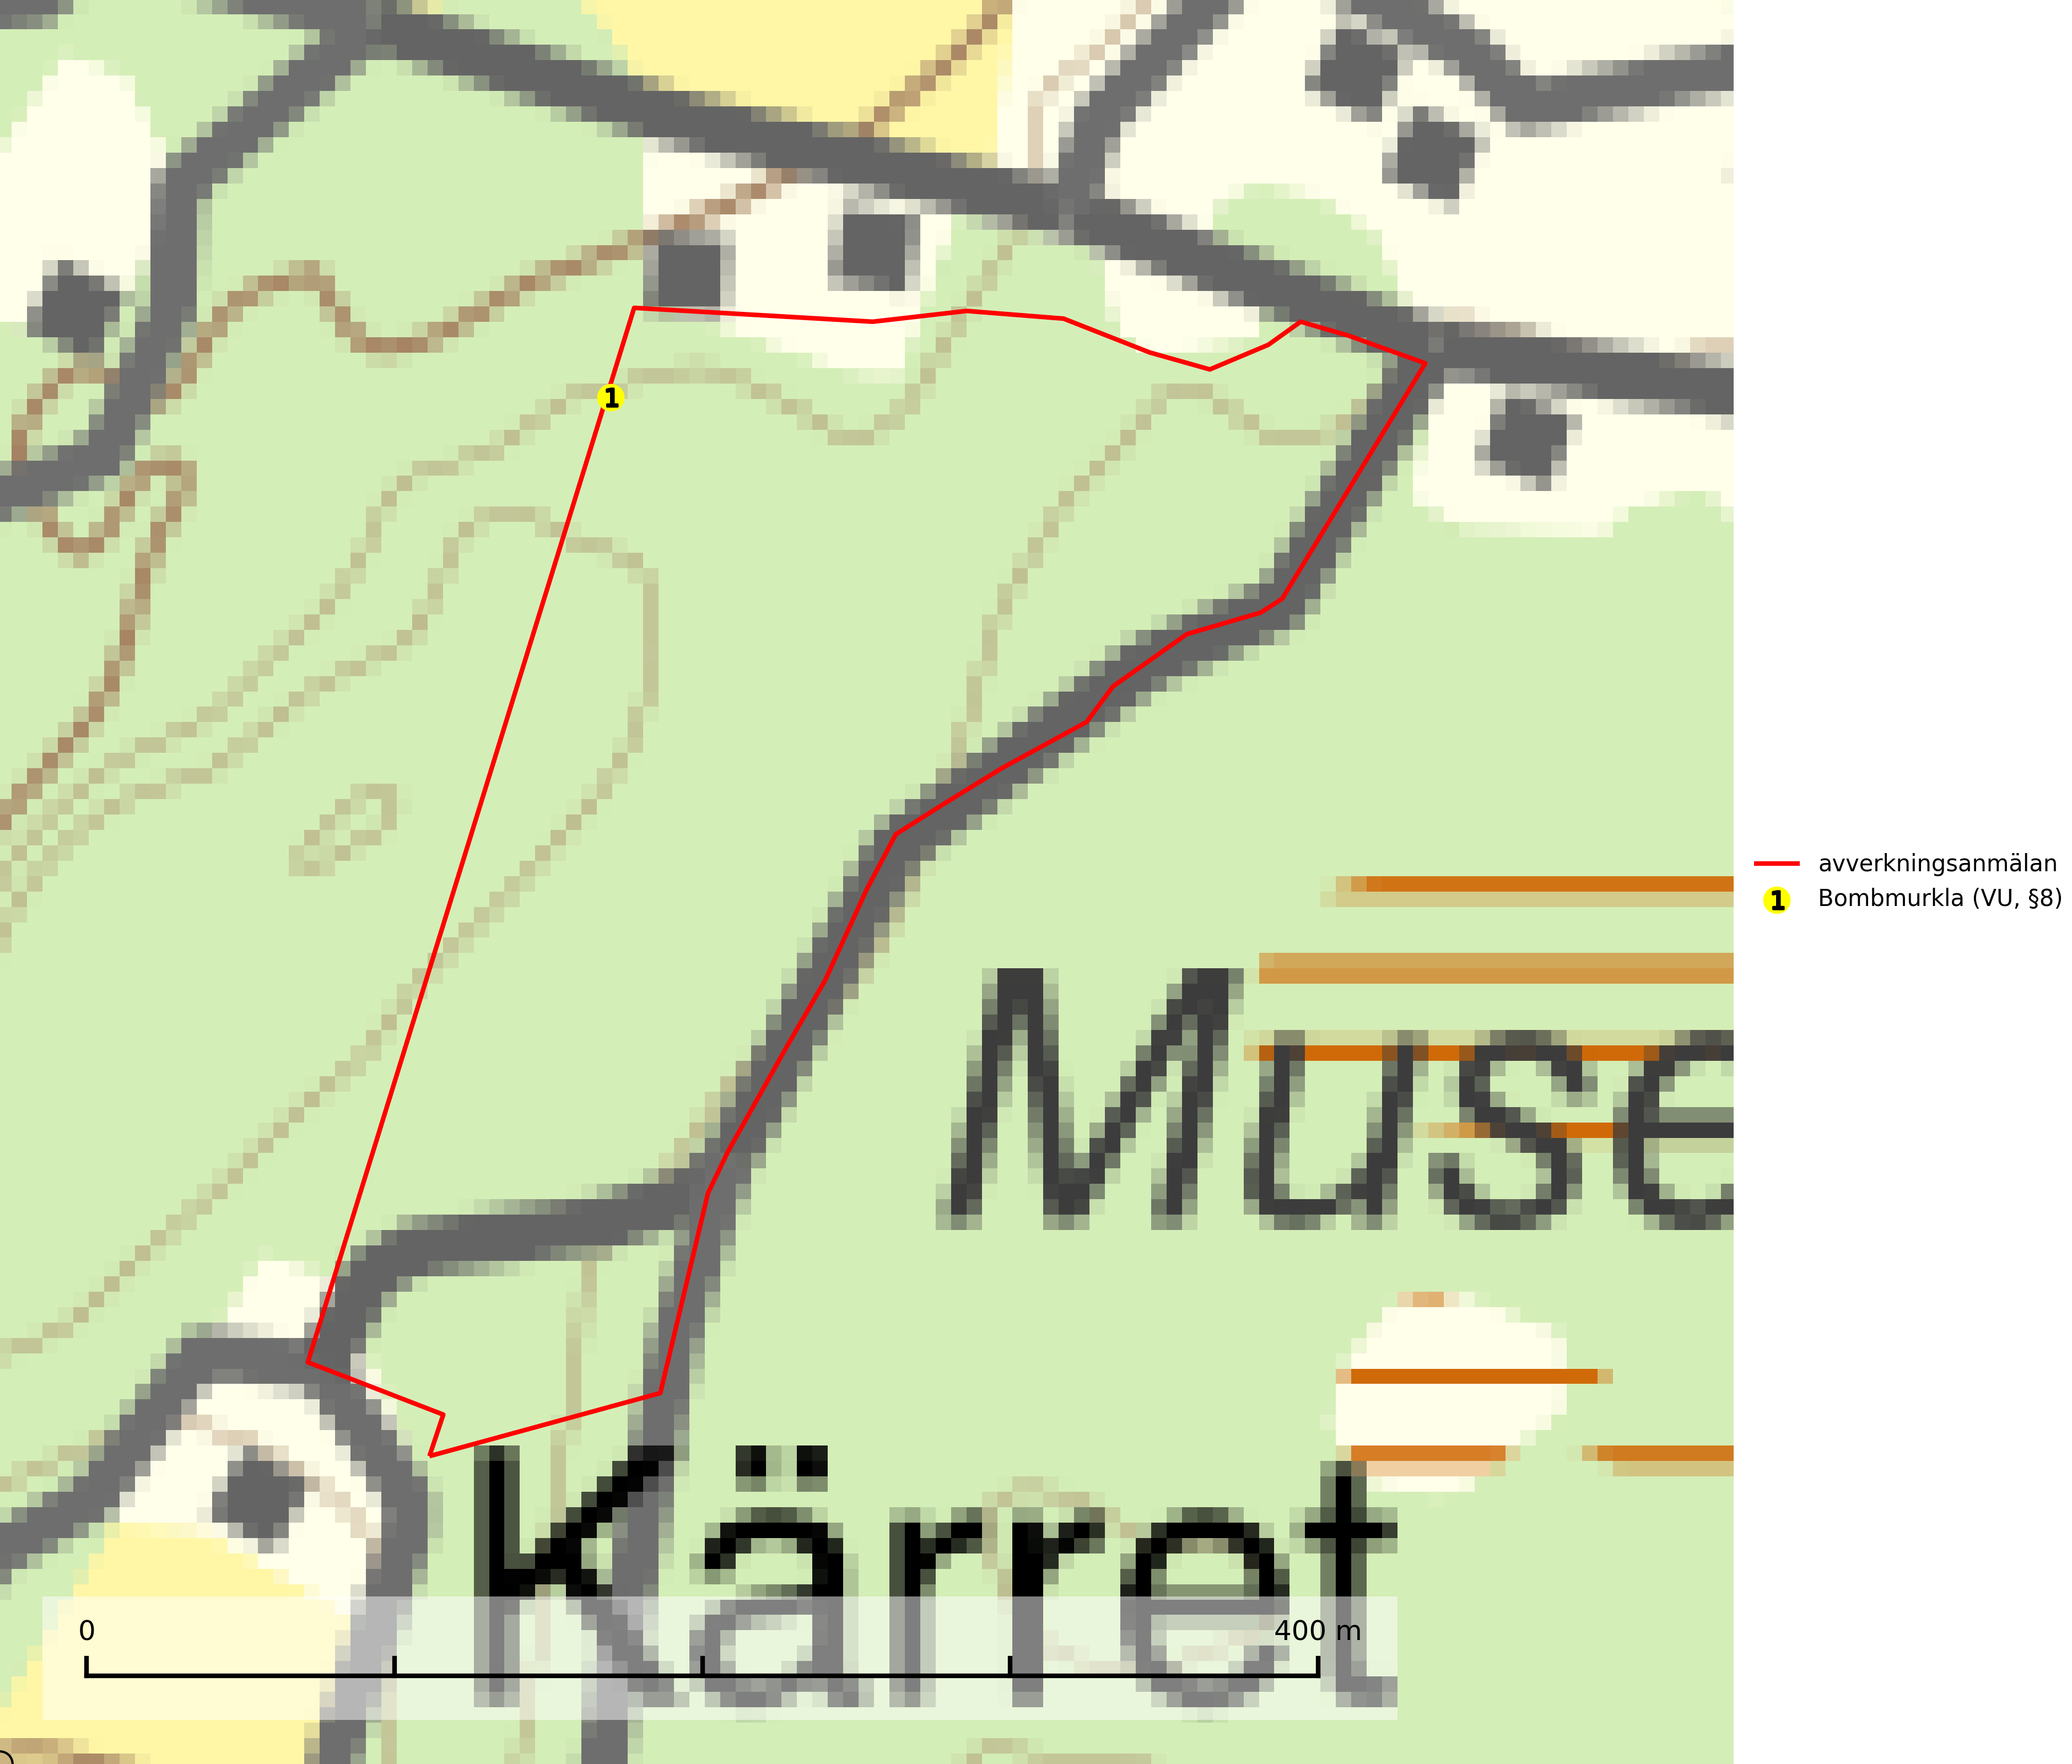 1
avverkningsanmälan
1 Bombmurkla (VU, §8)
Muse
kärret
0 400 m